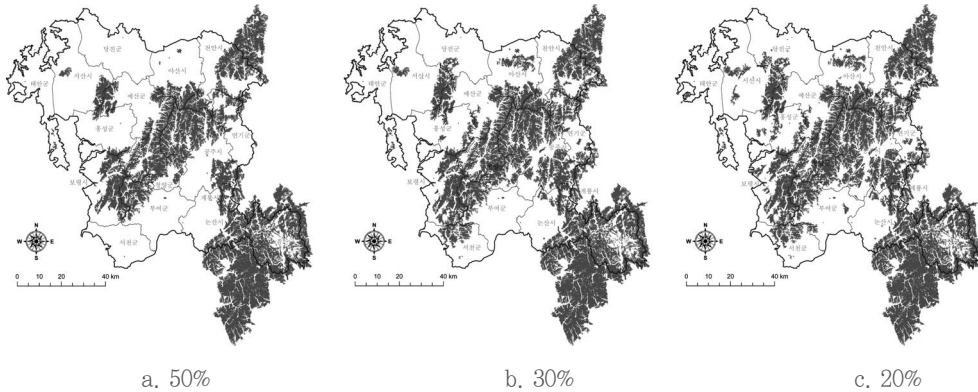 당진군
천안시
아산시
서산시
태안군
예산군
홍성군
연기군
공주시
보령시
청양군
계룡시
부여군
논산시
서천군
N
W E
S
0 10 20 40 km
a. 50%
당진군
천안시
아산시
서산시
태안군
예산군
홍성군
연기군
보령시
계룡시
부여군
논산시
서천군
N
W E
S
0 10 20 40 km
b. 30%
당진군
천안시
아산시
서산시
태안군
예산군
홍성군
연기군
보령시
계룡시
부여군
논산시
서천군
N
W E
S
0 10 20 40 km
c. 20%